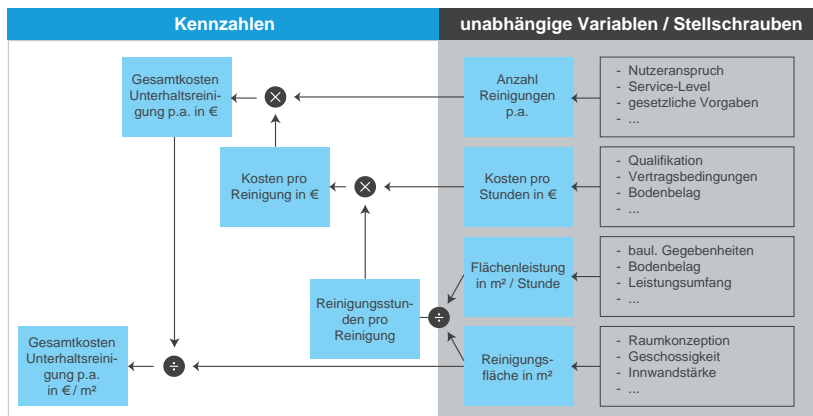 Kennzahlen
unabhängige Variablen / Stellschrauben
Gesamtkosten
Unterhaltsreini-
gung p.a. in €
×
Anzahl
Reinigungen
p.a.
- Nutzeranspruch
- Service-Level
- gesetzliche Vorgaben
- ...
Kosten pro
Reinigung in €
×
Kosten pro
Stunden in €
- Qualifikation
- Vertragsbedingungen
- Bodenbelag
- ...
Reinigungsstun-
den pro
Reinigung
÷
Flächenleistung
in m² / Stunde
- baul. Gegebenheiten
- Bodenbelag
- Leistungsumfang
- ...
Gesamtkosten
Unterhaltsreini-
gung p.a.
in € / m²
÷
Reinigungs-
fläche in m²
- Raumkonzeption
- Geschossigkeit
- Innwandstärke
- ...